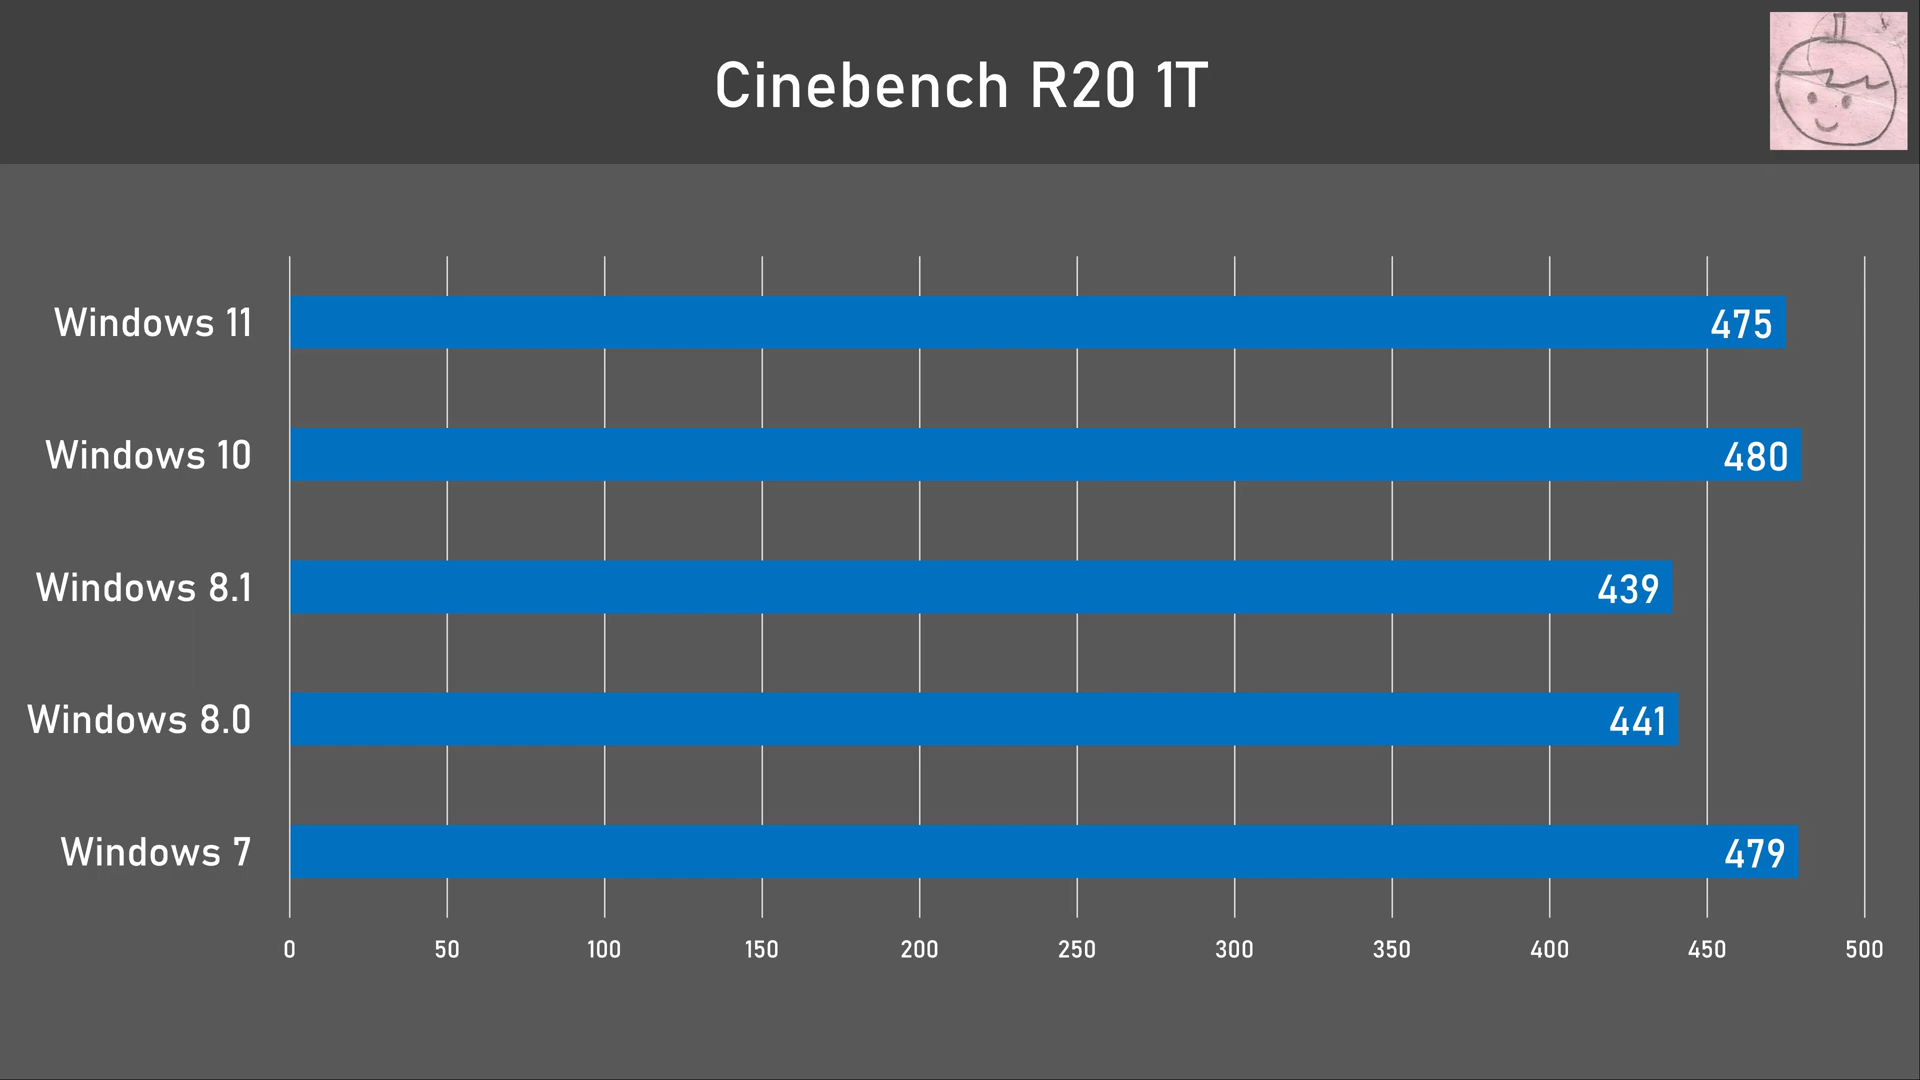 Cinebench R20 1T
Windows 11
475
Windows 10
480
Windows 8.1
439
Windows 8.0
441
Windows 7
479
0 50 100 150 200 250 300 350 400 450 500